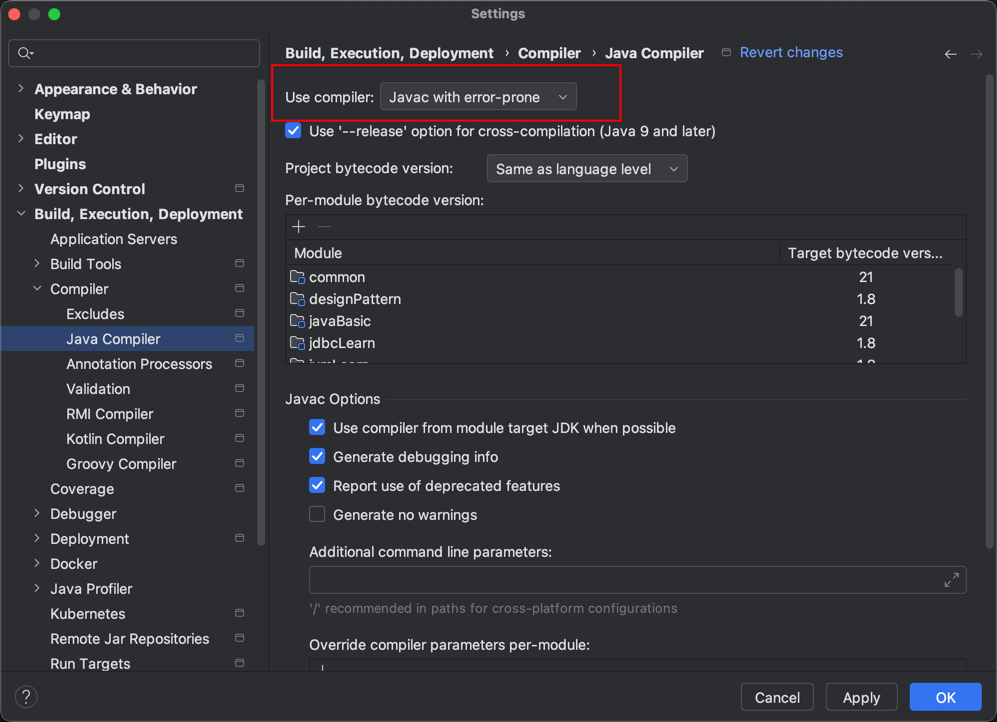 Settings
Build, Execution, Deployment › Compiler › Java Compiler Revert changes
Appearance & Behavior
Keymap
Editor
Plugins
Version Control
Build, Execution, Deployment
Application Servers
Build Tools
Compiler
Excludes
Java Compiler
Annotation Processors
Validation
RMI Compiler
Kotlin Compiler
Groovy Compiler
Coverage
Debugger
Deployment
Docker
Java Profiler
Kubernetes
Remote Jar Repositories
Run Targets
Use compiler: Javac with error-prone
Use '--release' option for cross-compilation (Java 9 and later)
Project bytecode version: Same as language level
Per-module bytecode version:
Module Target bytecode vers...
common 21
designPattern 1.8
javaBasic 21
jdbcLearn 1.8
1.8
Javac Options
Use compiler from module target JDK when possible
Generate debugging info
Report use of deprecated features
Generate no warnings
Additional command line parameters:
'/' recommended in paths for cross-platform configurations
Override compiler parameters per-module:
?
Cancel Apply OK